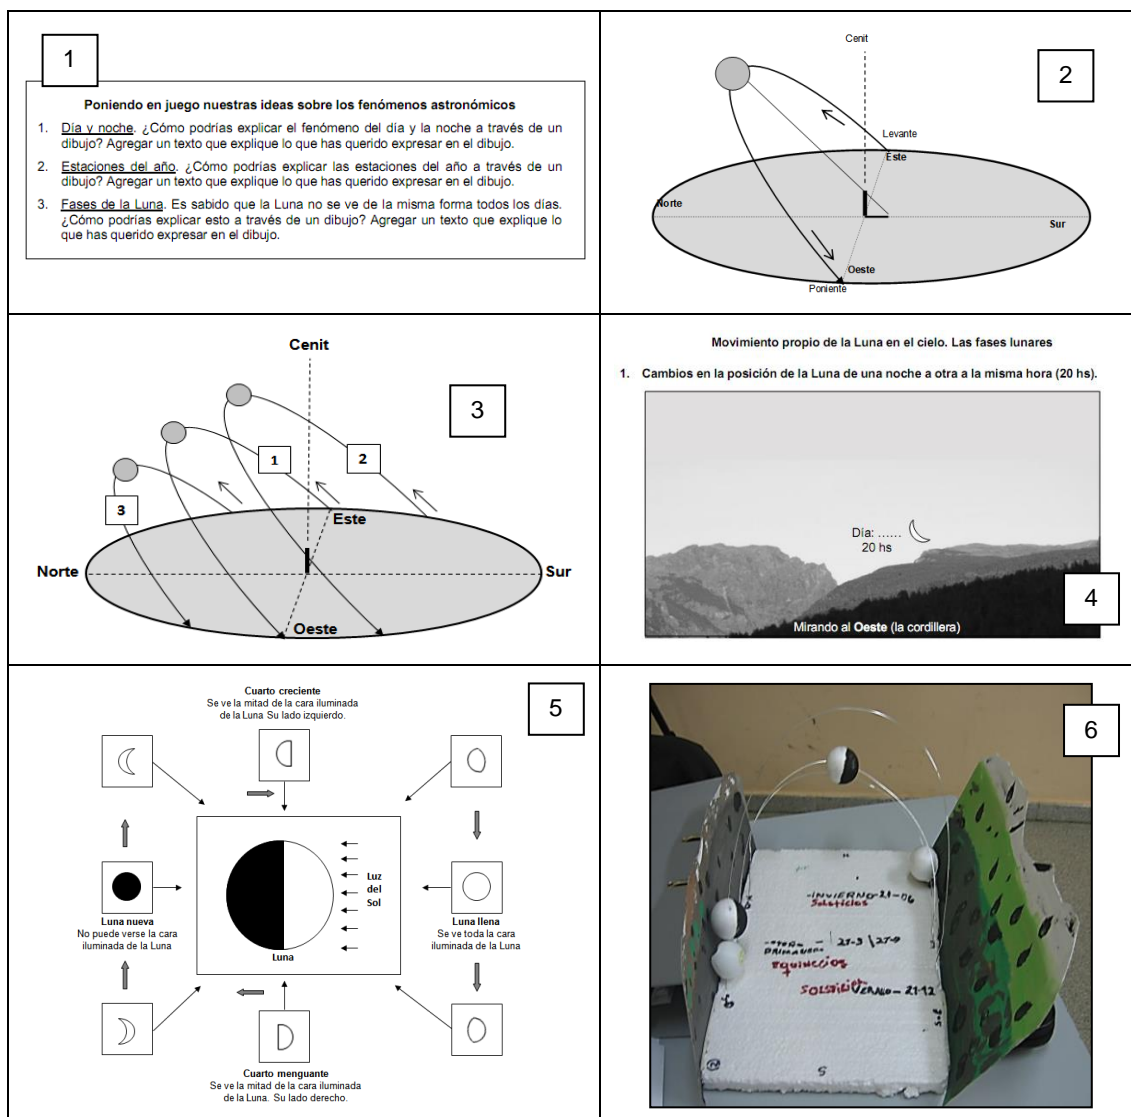 1
Poniendo en juego nuestras ideas sobre los fenómenos astronómicos
1. Día y noche. ¿Cómo podrías explicar el fenómeno del día y la noche a través de un
dibujo? Agregar un texto que explique lo que has querido expresar en el dibujo.
2. Estaciones del año. ¿Cómo podrías explicar las estaciones del año a través de un
dibujo? Agregar un texto que explique lo que has querido expresar en el dibujo.
3. Fases de la Luna. Es sabido que la Luna no se ve de la misma forma todos los días.
¿Cómo podrías explicar esto a través de un dibujo? Agregar un texto que explique lo
que has querido expresar en el dibujo.
2
Cenit
Levante
Este
Norte
Sur
Oeste
Poniente
3
Cenit
1
2
3
Este
Norte
Sur
Oeste
Movimiento propio de la Luna en el cielo. Las fases lunares
1. Cambios en la posición de la Luna de una noche a otra a la misma hora (20 hs).
Día: ......
20 hs
4
Mirando al Oeste (la cordillera)
5
Cuarto creciente
Se ve la mitad de la cara iluminada
de la Luna Su lado izquierdo.
Luz
del
Sol
Luna
Luna nueva
No puede verse la cara
iluminada de la Luna
Luna llena
Se ve toda la cara
iluminada de la Luna
Cuarto menguante
Se ve la mitad de la cara iluminada
de la Luna. Su lado derecho.
6
-INVIERNO-21-06
Solsticios
21-3 \ 21-9
EQUINOCCIOS
VERANO-21-12
S